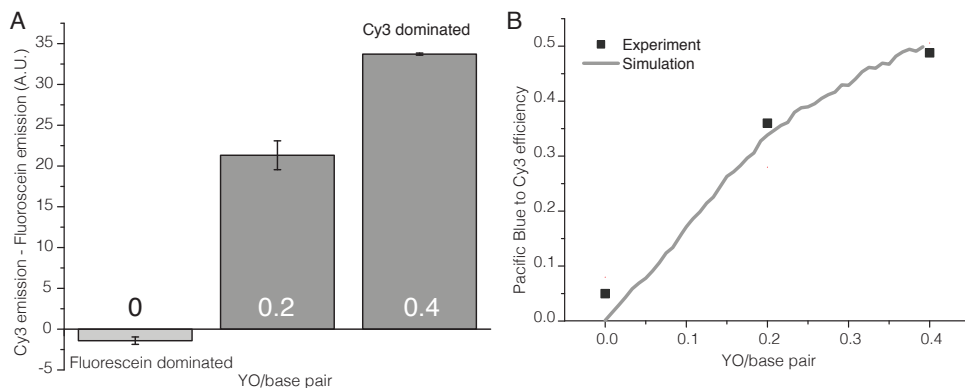 A
Cy3 emission - Fluoroscein emission (A.U.)
35
30
25
20
15
10
5
0
-5
Cy3 dominated
0
0.2
0.4
Fluorescein dominated
YO/base pair
B
Pacific Blue to Cy3 efficiency
0.5
0.4
0.3
0.2
0.1
0.0
Experiment
Simulation
0.0 0.1 0.2 0.3 0.4
YO/base pair